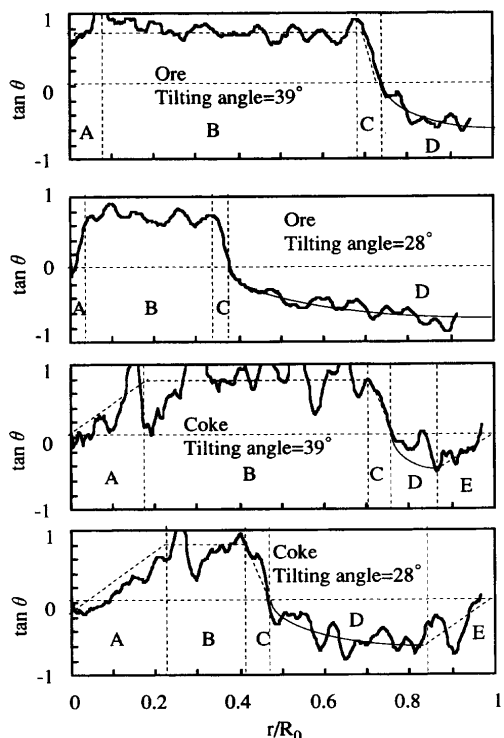 1
Ore
Tilting angle=39°
tan θ
0
A
B
C
D
-1
1
Ore
Tilting angle=28°
tan θ
0
A
B
C
D
-1
1
tan θ
0
Coke
Tilting angle=39°
A
B
C
D
E
-1
1
Coke
Tilting angle=28°
tan θ
0
A
B
C
D
E
-1
0 0.2 0.4 0.6 0.8 1
r/R₀